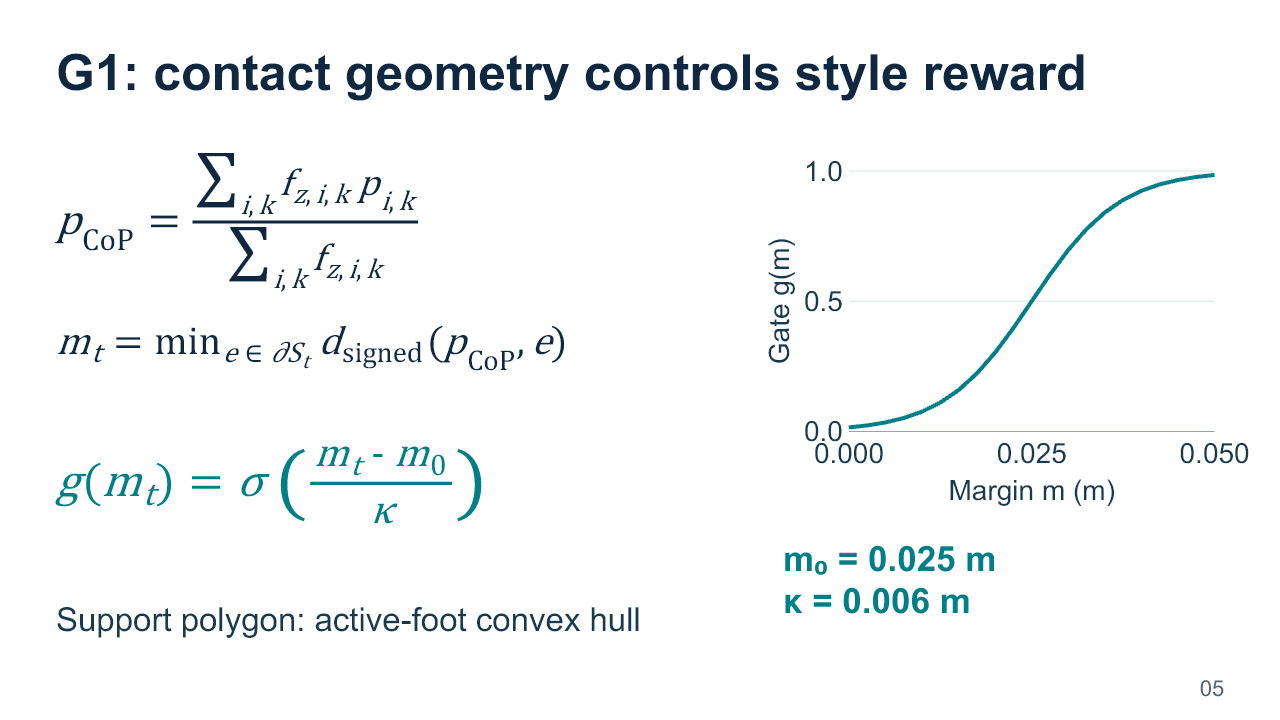 G1: contact geometry controls style reward
p_CoP = ∑_{i, k} f_{z, i, k} p_{i, k} / ∑_{i, k} f_{z, i, k}
m_t = min_{e ∈ ∂S_t} d_signed (p_CoP, e)
g(m_t) = σ ( (m_t - m_0) / κ )
Support polygon: active-foot convex hull
1.0
0.5
0.0
Gate g(m)
0.000 0.025 0.050
Margin m (m)
m₀ = 0.025 m
κ = 0.006 m
05